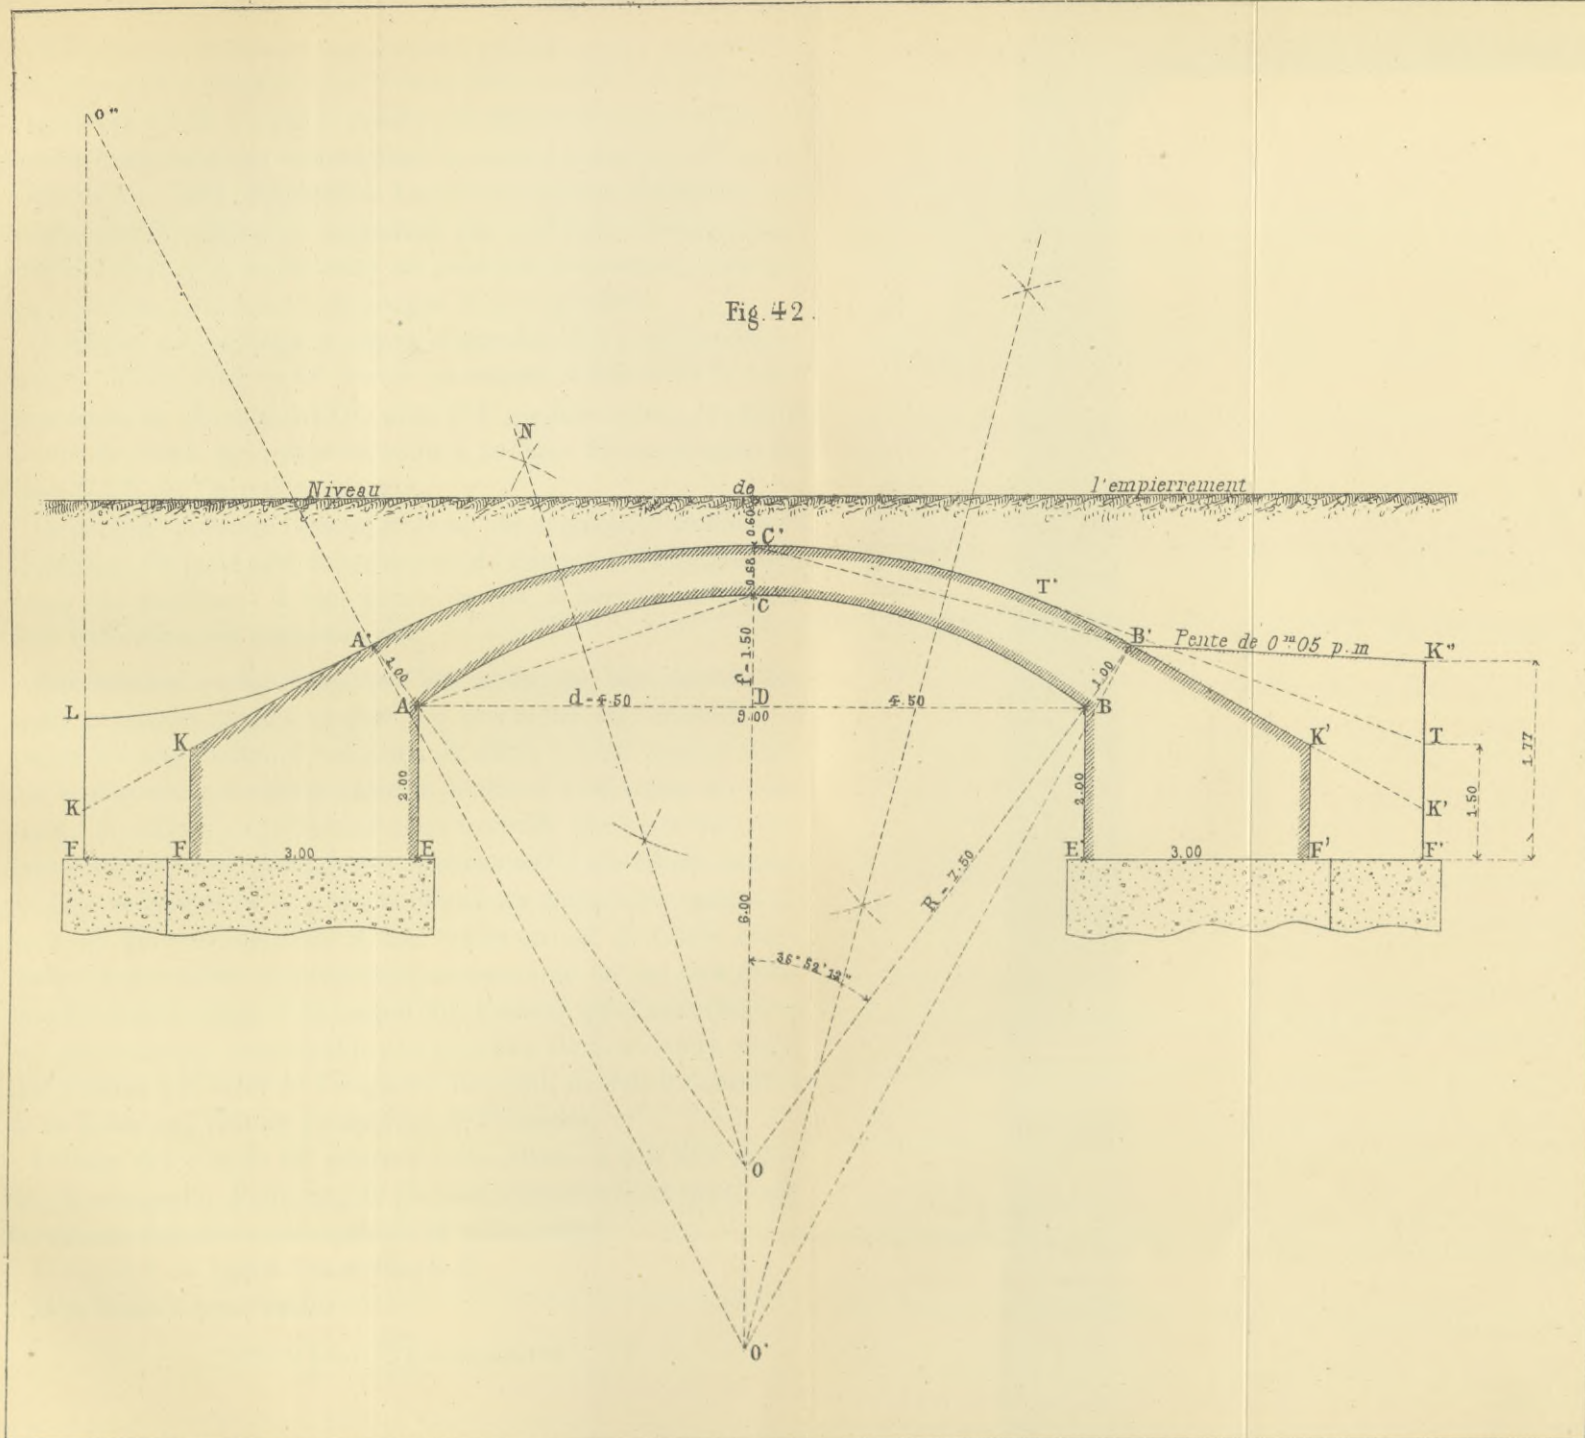 O"
Fig. 42.
N
Niveau de l'empierrement
0.60
C'
0.68
C
T'
A' B' Pente de 0m05 p.m K"
1.00 f=1.50 1.00
A d=4.50 D 4.50 B
9.00
L
K K' T
2.00 2.00 1.50 1.77
K K'
F F 3.00 E E' 3.00 F' F'
6.00 R=7.50
36°52'12"
O
O'